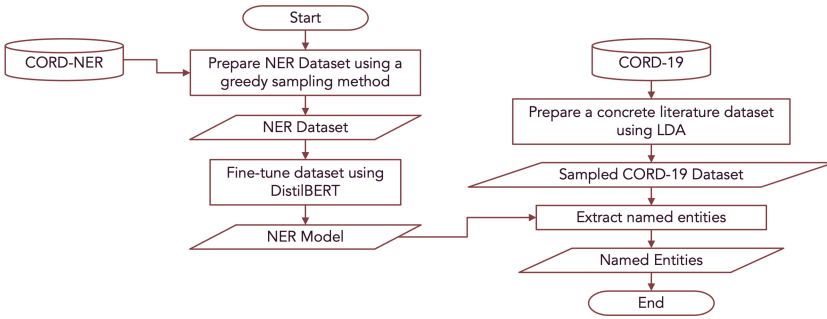 Start
CORD-NER
Prepare NER Dataset using a
greedy sampling method
NER Dataset
Fine-tune dataset using
DistilBERT
NER Model
CORD-19
Prepare a concrete literature dataset
using LDA
Sampled CORD-19 Dataset
Extract named entities
Named Entities
End